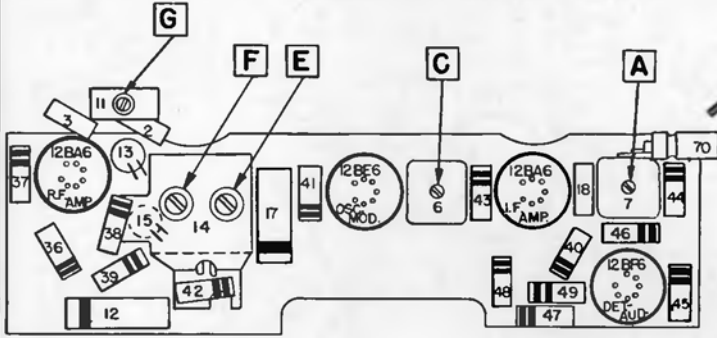 G
F
E
C
A
11
3
2
70
12BA6
R.F.
AMP.
13
37
15
14
38
36
39
42
12
17
41
12BE6
OSC.
MOD.
6
43
12BA6
I.F.
AMP.
18
7
44
46
40
12BF6
DET.-
AUD.
48
49
47
45